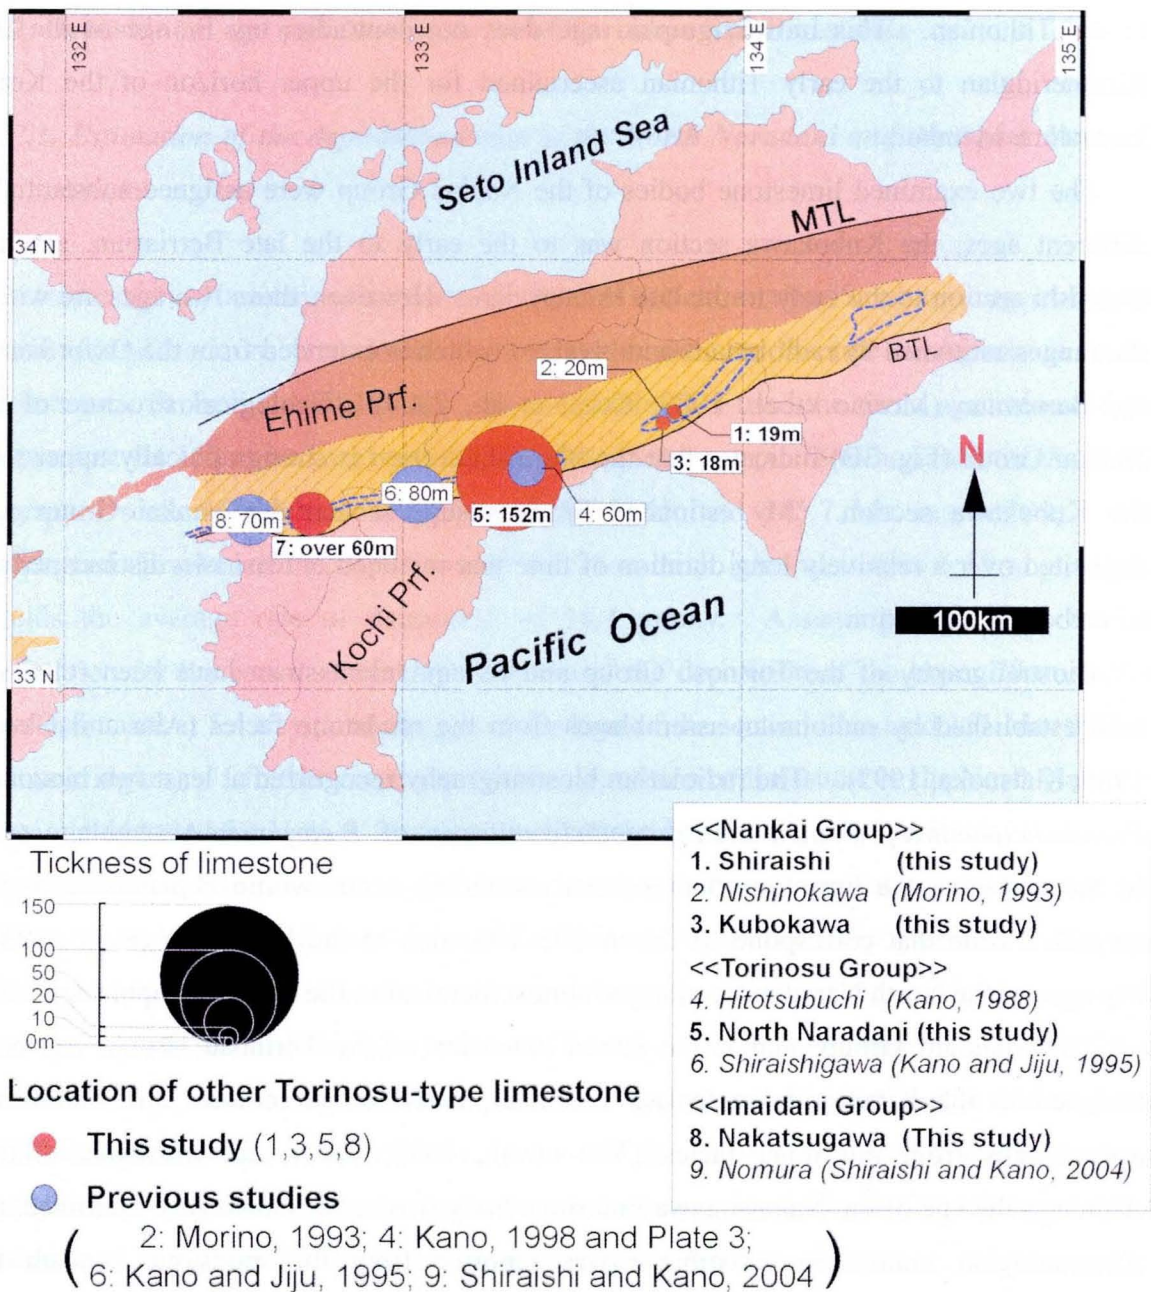 132 E
133 E
134 E
135 E
Seto Inland Sea
MTL
34 N
BTL
2: 20m
Ehime Prf.
1: 19m
3: 18m
6: 80m
5: 152m
4: 60m
8: 70m
7: over 60m
N
Kochi Prf.
Pacific Ocean
100km
33 N
Tickness of limestone
150
100
50
20
10
0m
<<Nankai Group>>
1. Shiraishi (this study)
2. Nishinokawa (Morino, 1993)
3. Kubokawa (this study)
<<Torinosu Group>>
4. Hitotsubuchi (Kano, 1988)
5. North Naradani (this study)
6. Shiraishigawa (Kano and Jiju, 1995)
<<Imaidani Group>>
8. Nakatsugawa (This study)
9. Nomura (Shiraishi and Kano, 2004)
Location of other Torinosu-type limestone
This study (1,3,5,8)
Previous studies
( 2: Morino, 1993; 4: Kano, 1998 and Plate 3;
6: Kano and Jiju, 1995; 9: Shiraishi and Kano, 2004 )